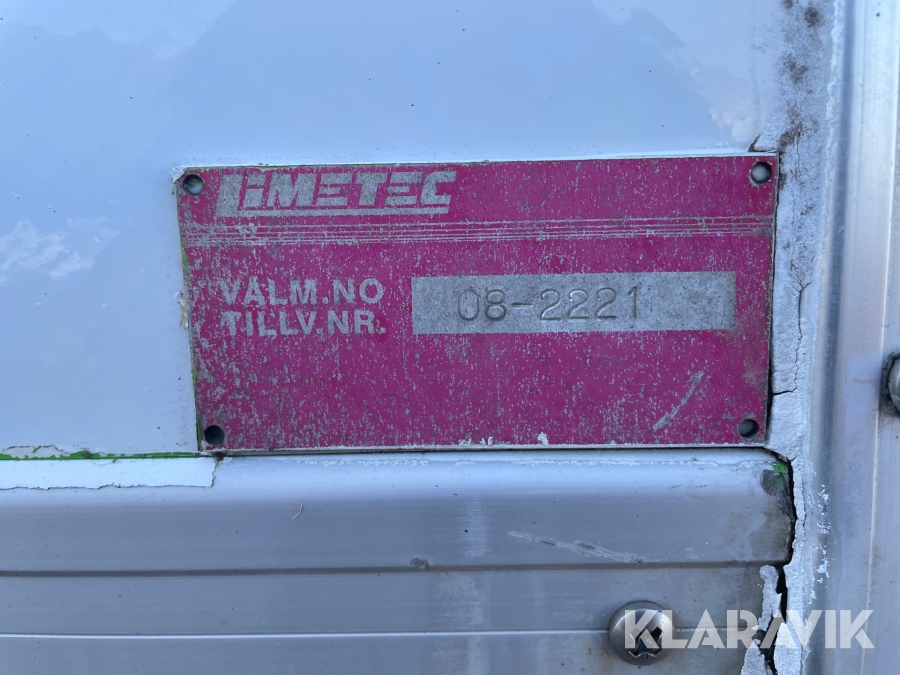 LIMETEC
VALM.NO
TILLV.NR.
08-2221
KLARAVIK